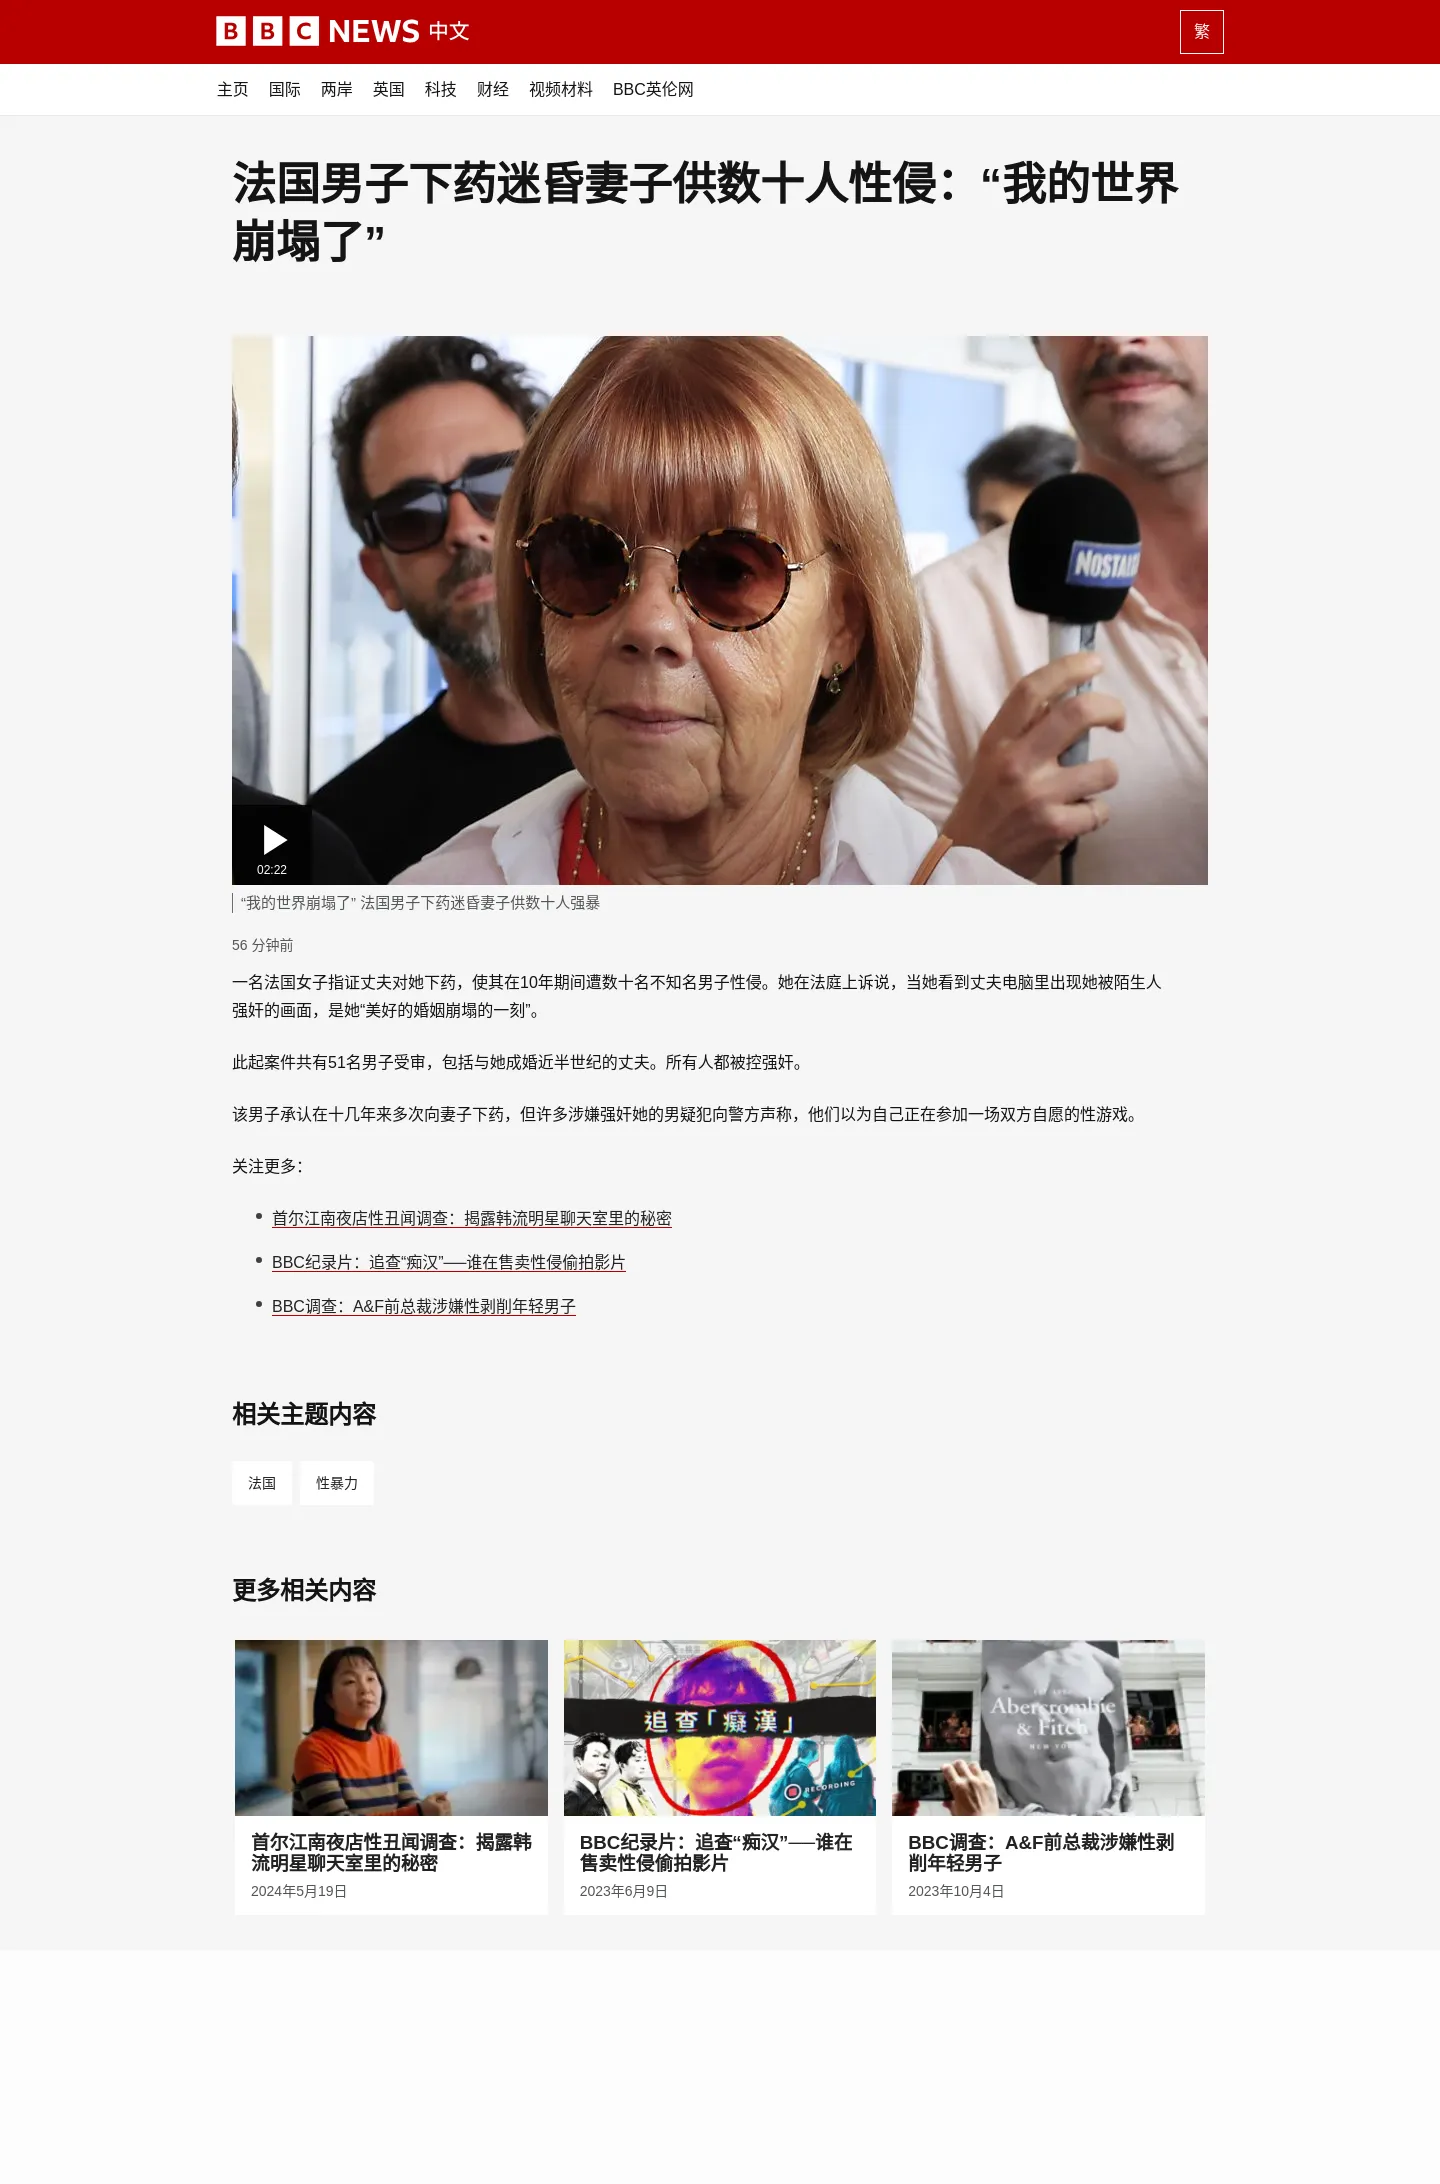 BBC NEWS 中文
繁
主页 国际 两岸 英国 科技 财经 视频材料 BBC英伦网
法国男子下药迷昏妻子供数十人性侵：“我的世界
崩塌了”
NOSTAL
02:22
“我的世界崩塌了” 法国男子下药迷昏妻子供数十人强暴
56 分钟前
一名法国女子指证丈夫对她下药，使其在10年期间遭数十名不知名男子性侵。她在法庭上诉说，当她看到丈夫电脑里出现她被陌生人
强奸的画面，是她“美好的婚姻崩塌的一刻”。
此起案件共有51名男子受审，包括与她成婚近半世纪的丈夫。所有人都被控强奸。
该男子承认在十几年来多次向妻子下药，但许多涉嫌强奸她的男疑犯向警方声称，他们以为自己正在参加一场双方自愿的性游戏。
关注更多：
首尔江南夜店性丑闻调查：揭露韩流明星聊天室里的秘密
BBC纪录片：追查“痴汉”──谁在售卖性侵偷拍影片
BBC调查：A&F前总裁涉嫌性剥削年轻男子
相关主题内容
法国
性暴力
更多相关内容
追查「癡漢」
RECORDING
Abercrombie
& Fitch
NEW YORK
首尔江南夜店性丑闻调查：揭露韩
流明星聊天室里的秘密
2024年5月19日
BBC纪录片：追查“痴汉”──谁在
售卖性侵偷拍影片
2023年6月9日
BBC调查：A&F前总裁涉嫌性剥
削年轻男子
2023年10月4日